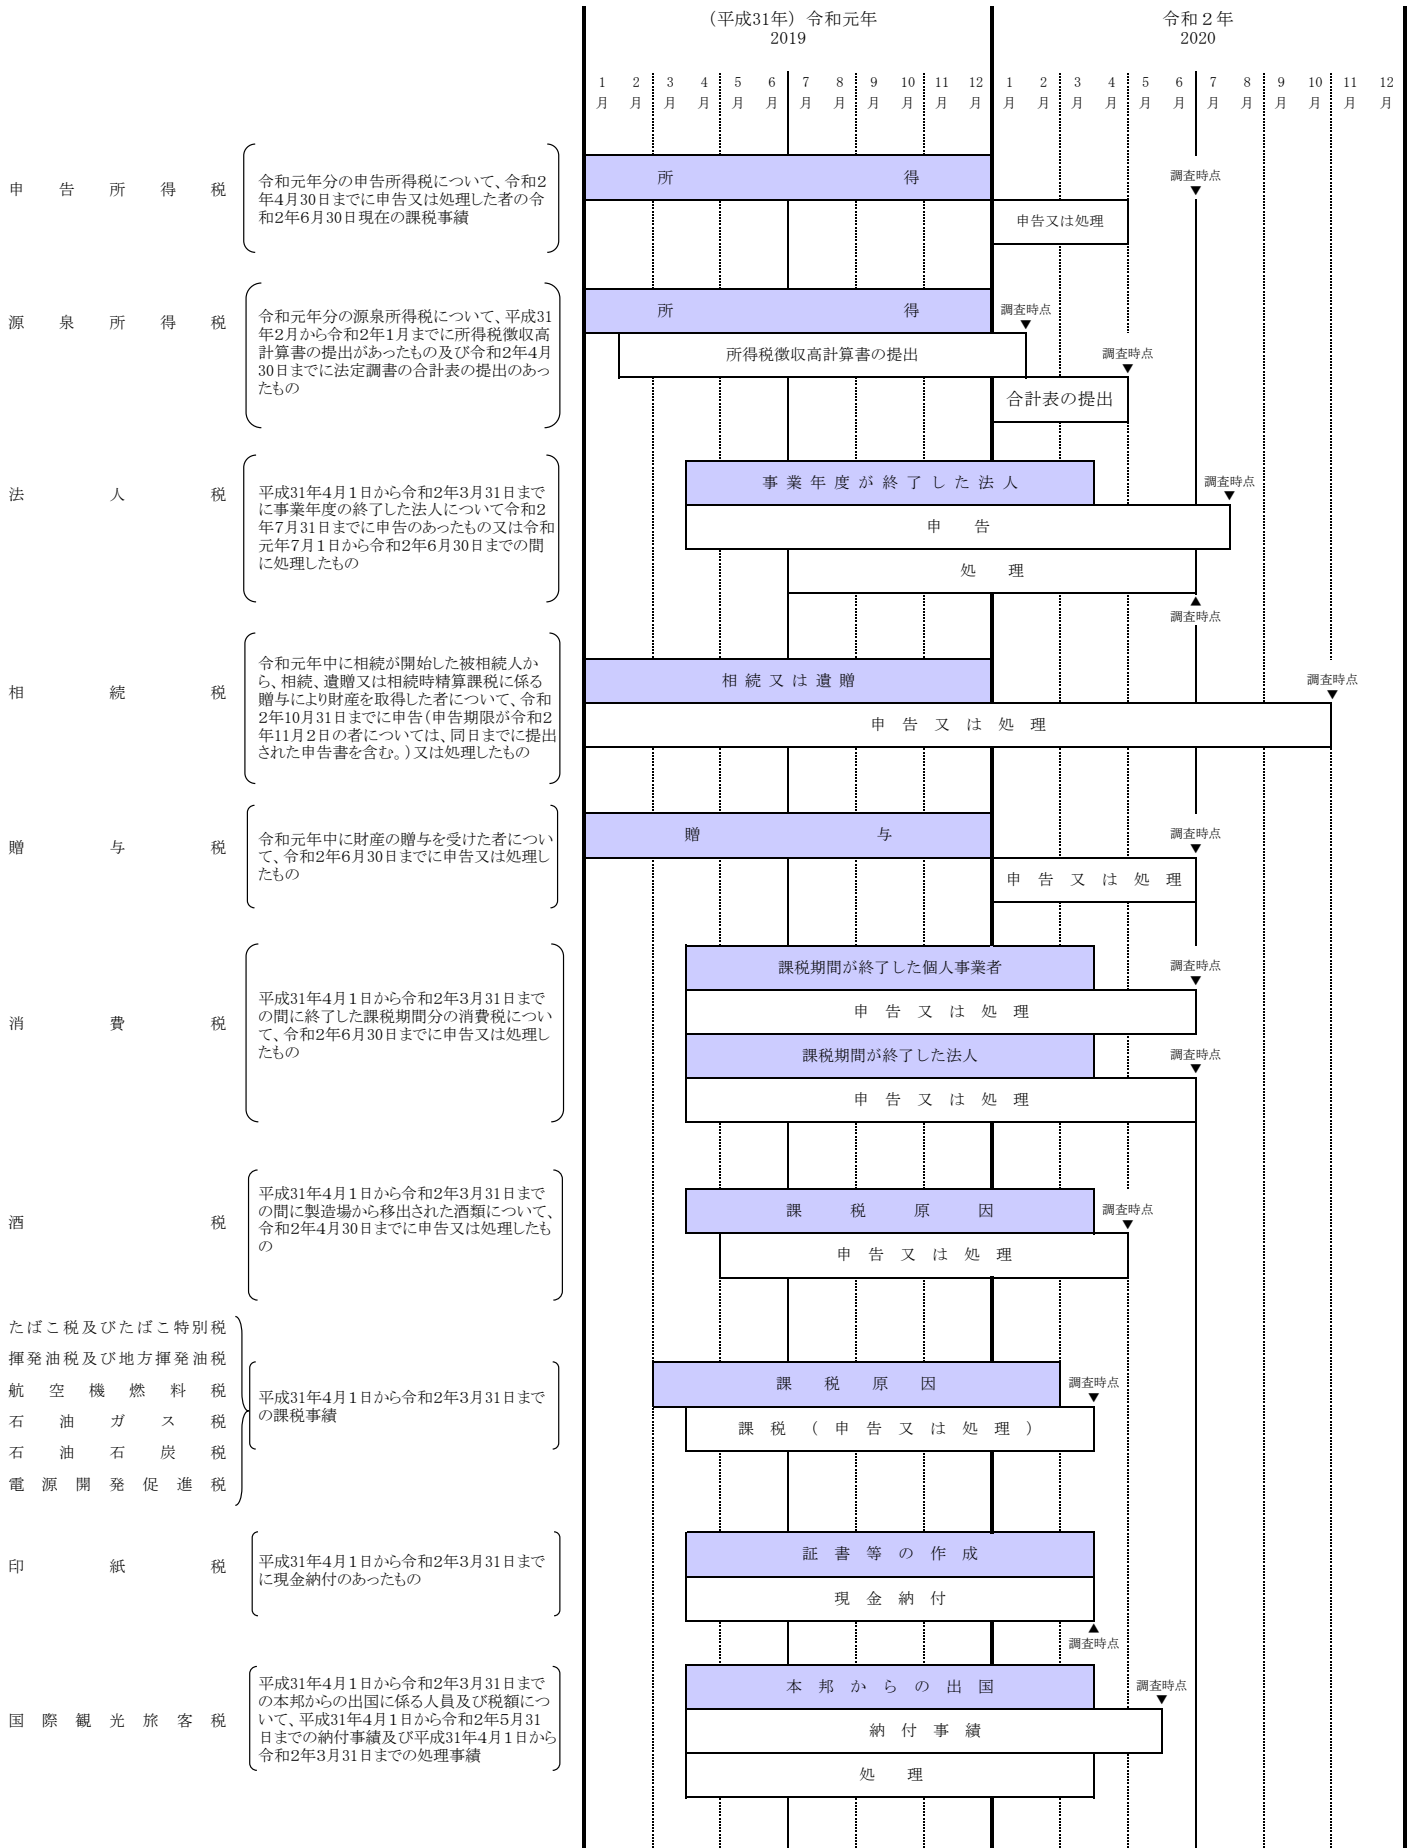 （平成31年）令和元年
2019
令和２年
2020
1月 2月 3月 4月 5月 6月 7月 8月 9月 10月 11月 12月 1月 2月 3月 4月 5月 6月 7月 8月 9月 10月 11月 12月
申告所得税
令和元年分の申告所得税について、令和2
年4月30日までに申告又は処理した者の令
和2年6月30日現在の課税事績
所得
調査時点
▼
申告又は処理
源泉所得税
令和元年分の源泉所得税について、平成31
年2月から令和2年1月までに所得税徴収高
計算書の提出があったもの及び令和2年4月
30日までに法定調書の合計表の提出のあっ
たもの
所得
調査時点
▼
所得税徴収高計算書の提出
調査時点
▼
合計表の提出
法人税
平成31年4月１日から令和2年3月31日まで
に事業年度の終了した法人について令和2
年7月31日までに申告のあったもの又は令和
元年7月１日から令和2年6月30日までの間
に処理したもの
事業年度が終了した法人
調査時点
▼
申告
処理
▲
調査時点
相続税
令和元年中に相続が開始した被相続人か
ら、相続、遺贈又は相続時精算課税に係る
贈与により財産を取得した者について、令和
2年10月31日までに申告（申告期限が令和2
年11月２日の者については、同日までに提出
された申告書を含む。）又は処理したもの
相続又は遺贈
調査時点
▼
申告又は処理
贈与税
令和元年中に財産の贈与を受けた者につい
て、令和2年6月30日までに申告又は処理し
たもの
贈与
調査時点
▼
申告又は処理
消費税
平成31年4月１日から令和2年3月31日まで
の間に終了した課税期間分の消費税につい
て、令和2年6月30日までに申告又は処理し
たもの
課税期間が終了した個人事業者
調査時点
▼
申告又は処理
課税期間が終了した法人
調査時点
▼
申告又は処理
酒税
平成31年4月１日から令和2年3月31日まで
の間に製造場から移出された酒類について、
令和2年4月30日までに申告又は処理したも
の
課税原因
調査時点
▼
申告又は処理
たばこ税及びたばこ特別税
揮発油税及び地方揮発油税
航空機燃料税
石油ガス税
石油石炭税
電源開発促進税
平成31年4月１日から令和2年3月31日まで
の課税事績
課税原因
調査時点
▼
課税（申告又は処理）
印紙税
平成31年4月１日から令和2年3月31日まで
に現金納付のあったもの
証書等の作成
現金納付
▲
調査時点
国際観光旅客税
平成31年4月１日から令和2年3月31日まで
の本邦からの出国に係る人員及び税額につ
いて、平成31年4月１日から令和2年5月31
日までの納付事績及び平成31年4月１日から
令和2年3月31日までの処理事績
本邦からの出国
調査時点
▼
納付事績
処理